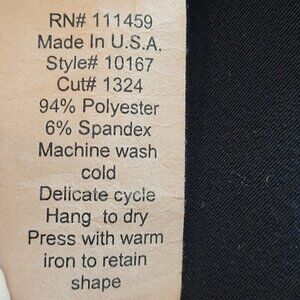 RN# 111459
Made In U.S.A.
Style# 10167
Cut# 1324
94% Polyester
6% Spandex
Machine wash
cold
Delicate cycle
Hang to dry
Press with warm
iron to retain
shape